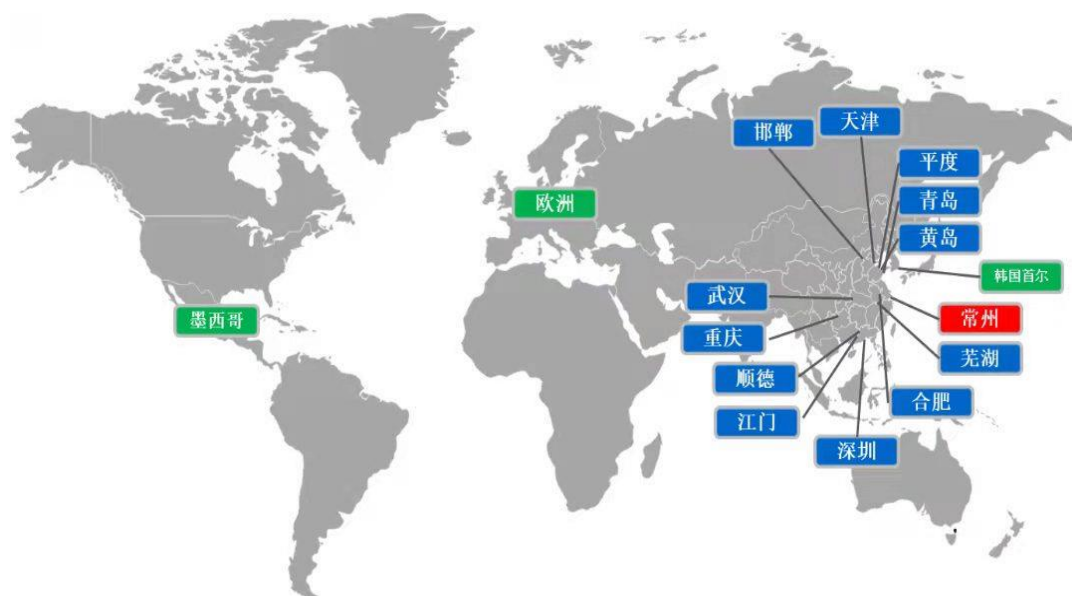 天津
邯郸
平度
青岛
欧洲
黄岛
韩国首尔
武汉
墨西哥
常州
重庆
芜湖
顺德
合肥
江门
深圳